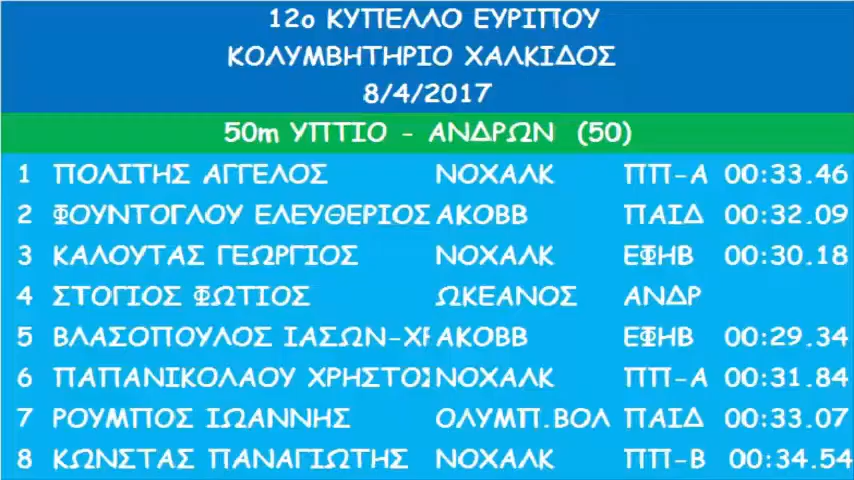 12ο ΚΥΠΕΛΛΟ ΕΥΡΙΠΟΥ
ΚΟΛΥΜΒΗΤΗΡΙΟ ΧΑΛΚΙΔΟΣ
8/4/2017
50m ΥΠΤΙΟ - ΑΝΔΡΩΝ (50)
1 ΠΟΛΙΤΗΣ ΑΓΓΕΛΟΣ ΝΟΧΑΛΚ ΠΠ-Α 00:33.46
2 ΦΟΥΝΤΟΓΛΟΥ ΕΛΕΥΘΕΡΙΟΣ ΑΚΟΒΒ ΠΑΙΔ 00:32.09
3 ΚΑΛΟΥΤΑΣ ΓΕΩΡΓΙΟΣ ΝΟΧΑΛΚ ΕΦΗΒ 00:30.18
4 ΣΤΟΓΙΟΣ ΦΩΤΙΟΣ ΩΚΕΑΝΟΣ ΑΝΔΡ
5 ΒΛΑΣΟΠΟΥΛΟΣ ΙΑΣΩΝ-ΧΡ ΑΚΟΒΒ ΕΦΗΒ 00:29.34
6 ΠΑΠΑΝΙΚΟΛΑΟΥ ΧΡΗΣΤΟΣ ΝΟΧΑΛΚ ΠΠ-Α 00:31.84
7 ΡΟΥΜΠΟΣ ΙΩΑΝΝΗΣ ΟΛΥΜΠ.ΒΟΛ ΠΑΙΔ 00:33.07
8 ΚΩΝΣΤΑΣ ΠΑΝΑΓΙΩΤΗΣ ΝΟΧΑΛΚ ΠΠ-Β 00:34.54